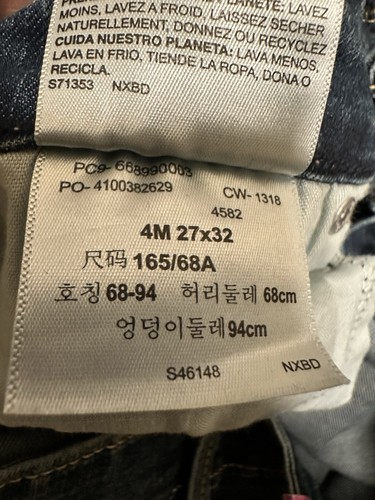 MOINS, LAVEZ A FROID, LAISSEZ SECHER
NATURELLEMENT, DONNEZ OU RECYCLEZ
CUIDA NUESTRO PLANETA: LAVA MENOS,
LAVA EN FRIO, TIENDE LA ROPA, DONA O
RECICLA.
S71353 NXBD
PC9- 668990003
PO- 4100382629 CW- 1318
4582
4M 27x32
尺码 165/68A
호칭 68-94 허리둘레 68cm
엉덩이둘레 94cm
S46148 NXBD